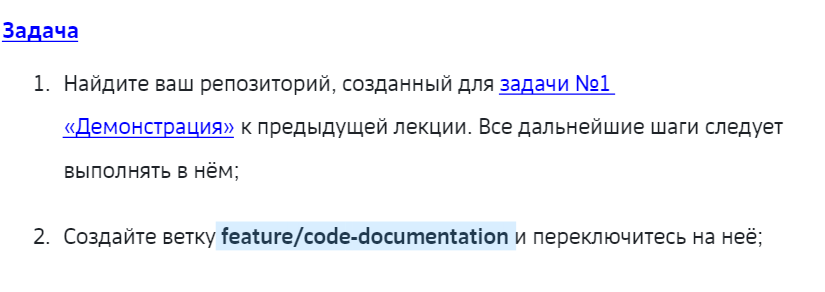 Задача
1. Найдите ваш репозиторий, созданный для задачи №1
«Демонстрация» к предыдущей лекции. Все дальнейшие шаги следует
выполнять в нём;
2. Создайте ветку feature/code-documentation и переключитесь на неё;